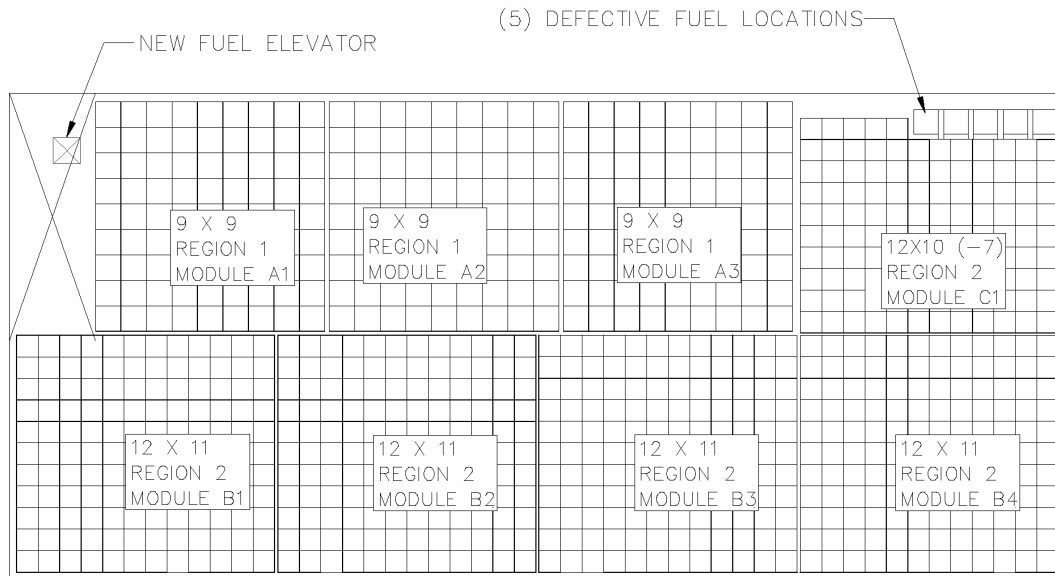 (5) DEFECTIVE FUEL LOCATIONS
NEW FUEL ELEVATOR
9 X 9
REGION 1
MODULE A1
9 X 9
REGION 1
MODULE A2
9 X 9
REGION 1
MODULE A3
12X10 (-7)
REGION 2
MODULE C1
12 X 11
REGION 2
MODULE B1
12 X 11
REGION 2
MODULE B2
12 X 11
REGION 2
MODULE B3
12 X 11
REGION 2
MODULE B4